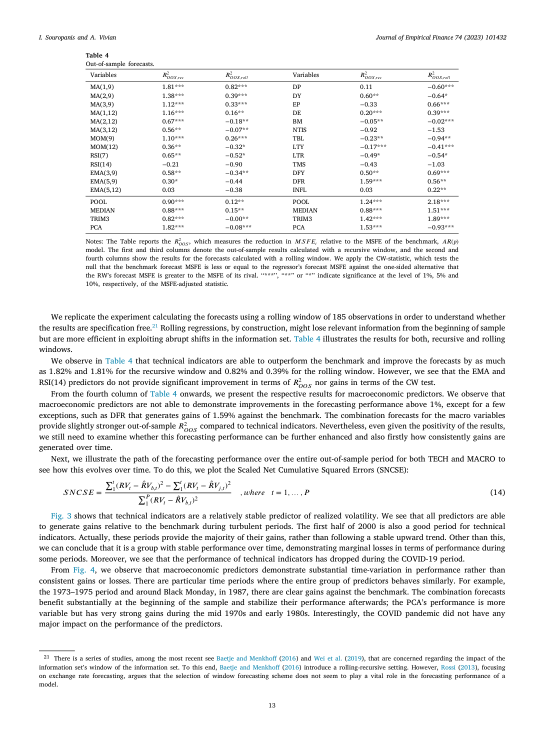 I. Souropanis and A. Vivian
Journal of Empirical Finance 74 (2023) 101432
Table 4
Out-of-sample forecasts.
Variables R²OOS,rec R²OOS,roll Variables R²OOS,rec R²OOS,roll
MA(1,9) 1.81*** 0.82*** DP 0.11 −0.60***
MA(2,9) 1.38*** 0.39*** DY 0.60** −0.64*
MA(3,9) 1.12*** 0.33*** EP −0.33 0.66***
MA(1,12) 1.16*** 0.16** DE 0.20*** 0.39***
MA(2,12) 0.67*** −0.18** BM −0.05** −0.02***
MA(3,12) 0.56** −0.07** NTIS −0.92 −1.53
MOM(9) 1.10*** 0.26*** TBL −0.23** −0.94**
MOM(12) 0.36** −0.32* LTY −0.17*** −0.41***
RSI(7) 0.65** −0.52* LTR −0.49* −0.54*
RSI(14) −0.21 −0.90 TMS −0.43 −1.03
EMA(3,9) 0.58** −0.34** DFY 0.50** 0.69***
EMA(5,9) 0.30* −0.44 DFR 1.59*** 0.56**
EMA(5,12) 0.03 −0.38 INFL 0.03 0.22**
POOL 0.90*** 0.12** POOL 1.24*** 2.18***
MEDIAN 0.88*** 0.15** MEDIAN 0.88*** 1.51***
TRIM3 0.82*** −0.00** TRIM3 1.42*** 1.89***
PCA 1.82*** −0.08*** PCA 1.53*** −0.93***
Notes: The Table reports the R²OOS, which measures the reduction in MSFE, relative to the MSFE of the benchmark, AR(p)
model. The first and third columns denote the out-of-sample results calculated with a recursive window, and the second and
fourth columns show the results for the forecasts calculated with a rolling window. We apply the CW-statistic, which tests the
null that the benchmark forecast MSFE is less or equal to the regressor's forecast MSFE against the one-sided alternative that
the RW's forecast MSFE is greater to the MSFE of its rival. "***", "**" or "*" indicate significance at the level of 1%, 5% and
10%, respectively, of the MSFE-adjusted statistic.
We replicate the experiment calculating the forecasts using a rolling window of 185 observations in order to understand whether
the results are specification free.²¹ Rolling regressions, by construction, might lose relevant information from the beginning of sample
but are more efficient in exploiting abrupt shifts in the information set. Table 4 illustrates the results for both, recursive and rolling
windows.
We observe in Table 4 that technical indicators are able to outperform the benchmark and improve the forecasts by as much
as 1.82% and 1.81% for the recursive window and 0.82% and 0.39% for the rolling window. However, we see that the EMA and
RSI(14) predictors do not provide significant improvement in terms of R²OOS nor gains in terms of the CW test.
From the fourth column of Table 4 onwards, we present the respective results for macroeconomic predictors. We observe that
macroeconomic predictors are not able to demonstrate improvements in the forecasting performance above 1%, except for a few
exceptions, such as DFR that generates gains of 1.59% against the benchmark. The combination forecasts for the macro variables
provide slightly stronger out-of-sample R²OOS compared to technical indicators. Nevertheless, even given the positivity of the results,
we still need to examine whether this forecasting performance can be further enhanced and also firstly how consistently gains are
generated over time.
Next, we illustrate the path of the forecasting performance over the entire out-of-sample period for both TECH and MACRO to
see how this evolves over time. To do this, we plot the Scaled Net Cumulative Squared Errors (SNCSE):
SNCSE = (∑₁ᵗ(RVₜ − R̂V_b,t)² − ∑₁ᵗ(RVₜ − R̂V_j,t)²) / ∑₁ᴾ(RVₜ − R̂V_b,t)² , where t = 1, … , P (14)
Fig. 3 shows that technical indicators are a relatively stable predictor of realized volatility. We see that all predictors are able
to generate gains relative to the benchmark during turbulent periods. The first half of 2000 is also a good period for technical
indicators. Actually, these periods provide the majority of their gains, rather than following a stable upward trend. Other than this,
we can conclude that it is a group with stable performance over time, demonstrating marginal losses in terms of performance during
some periods. Moreover, we see that the performance of technical indicators has dropped during the COVID-19 period.
From Fig. 4, we observe that macroeconomic predictors demonstrate substantial time-variation in performance rather than
consistent gains or losses. There are particular time periods where the entire group of predictors behaves similarly. For example,
the 1973–1975 period and around Black Monday, in 1987, there are clear gains against the benchmark. The combination forecasts
benefit substantially at the beginning of the sample and stabilize their performance afterwards; the PCA's performance is more
variable but has very strong gains during the mid 1970s and early 1980s. Interestingly, the COVID pandemic did not have any
major impact on the performance of the predictors.
²¹ There is a series of studies, among the most recent see Baetje and Menkhoff (2016) and Wei et al. (2019), that are concerned regarding the impact of the
information set's window of the information set. To this end, Baetje and Menkhoff (2016) introduce a rolling-recursive setting. However, Rossi (2013), focusing
on exchange rate forecasting, argues that the selection of window forecasting scheme does not seem to play a vital role in the forecasting performance of a
model.
13